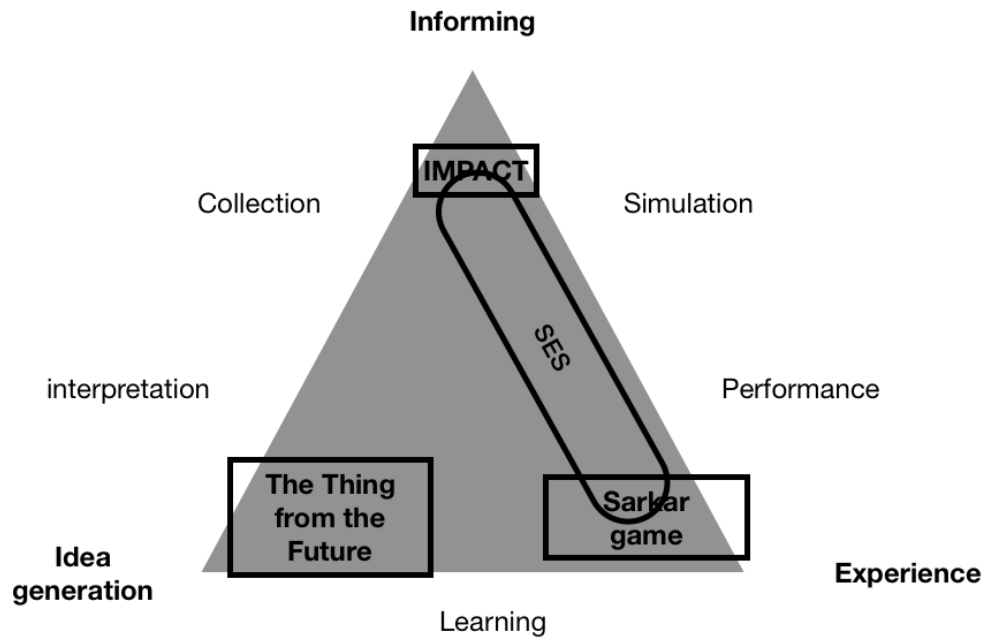 Informing
IMPACT
Collection
Simulation
SES
interpretation
Performance
The Thing
from the
Future
Sarkar
game
Idea
generation
Experience
Learning